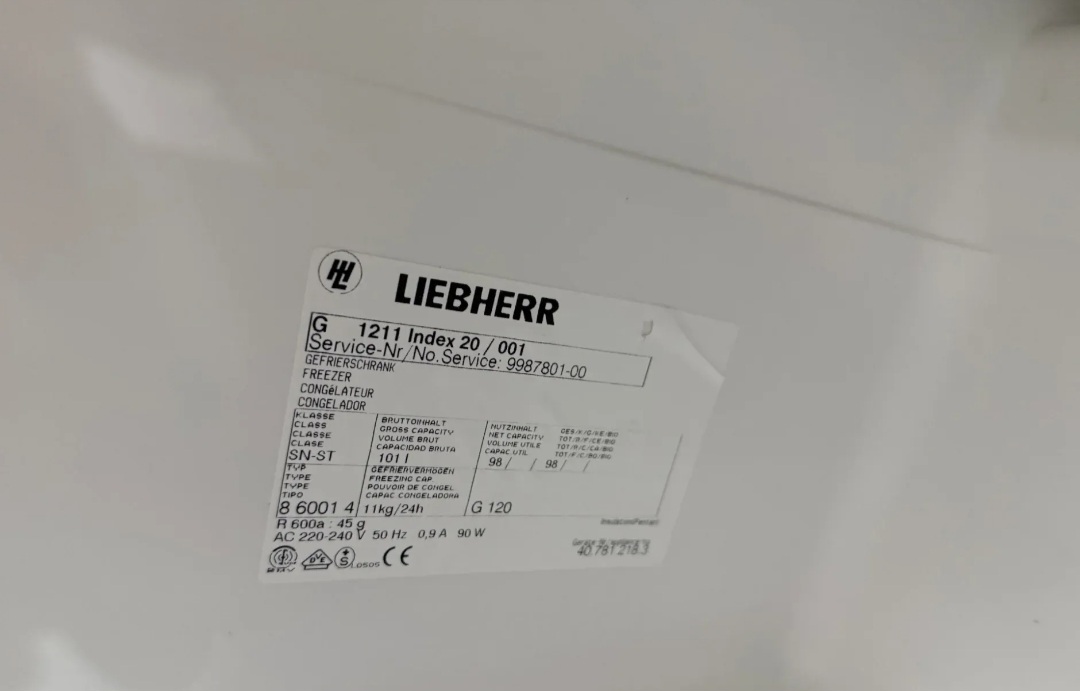 LIEBHERR
G 1211 Index 20 / 001
Service-Nr/No.Service: 9987801-00
GEFRIERSCHRANK
FREEZER
CONGéLATEUR
CONGELADOR
KLASSE
CLASS
CLASSE
CLASE
SN-ST
BRUTTOINHALT
GROSS CAPACITY
VOLUME BRUT
CAPACIDAD BRUTA
101 l
NUTZINHALT
NET CAPACITY
VOLUME UTILE
CAPAC.UTIL
98 / / 98 / /
TYP
TYPE
TYPE
TIPO
8 6001 4
GEFRIERVERMÖGEN
FREEZING CAP
POUVOIR DE CONGEL
CAPAC CONGELADORA
11kg/24h
G 120
R 600a : 45 g
AC 220-240 V 50 Hz 0,9 A 90 W
40.781.218.3